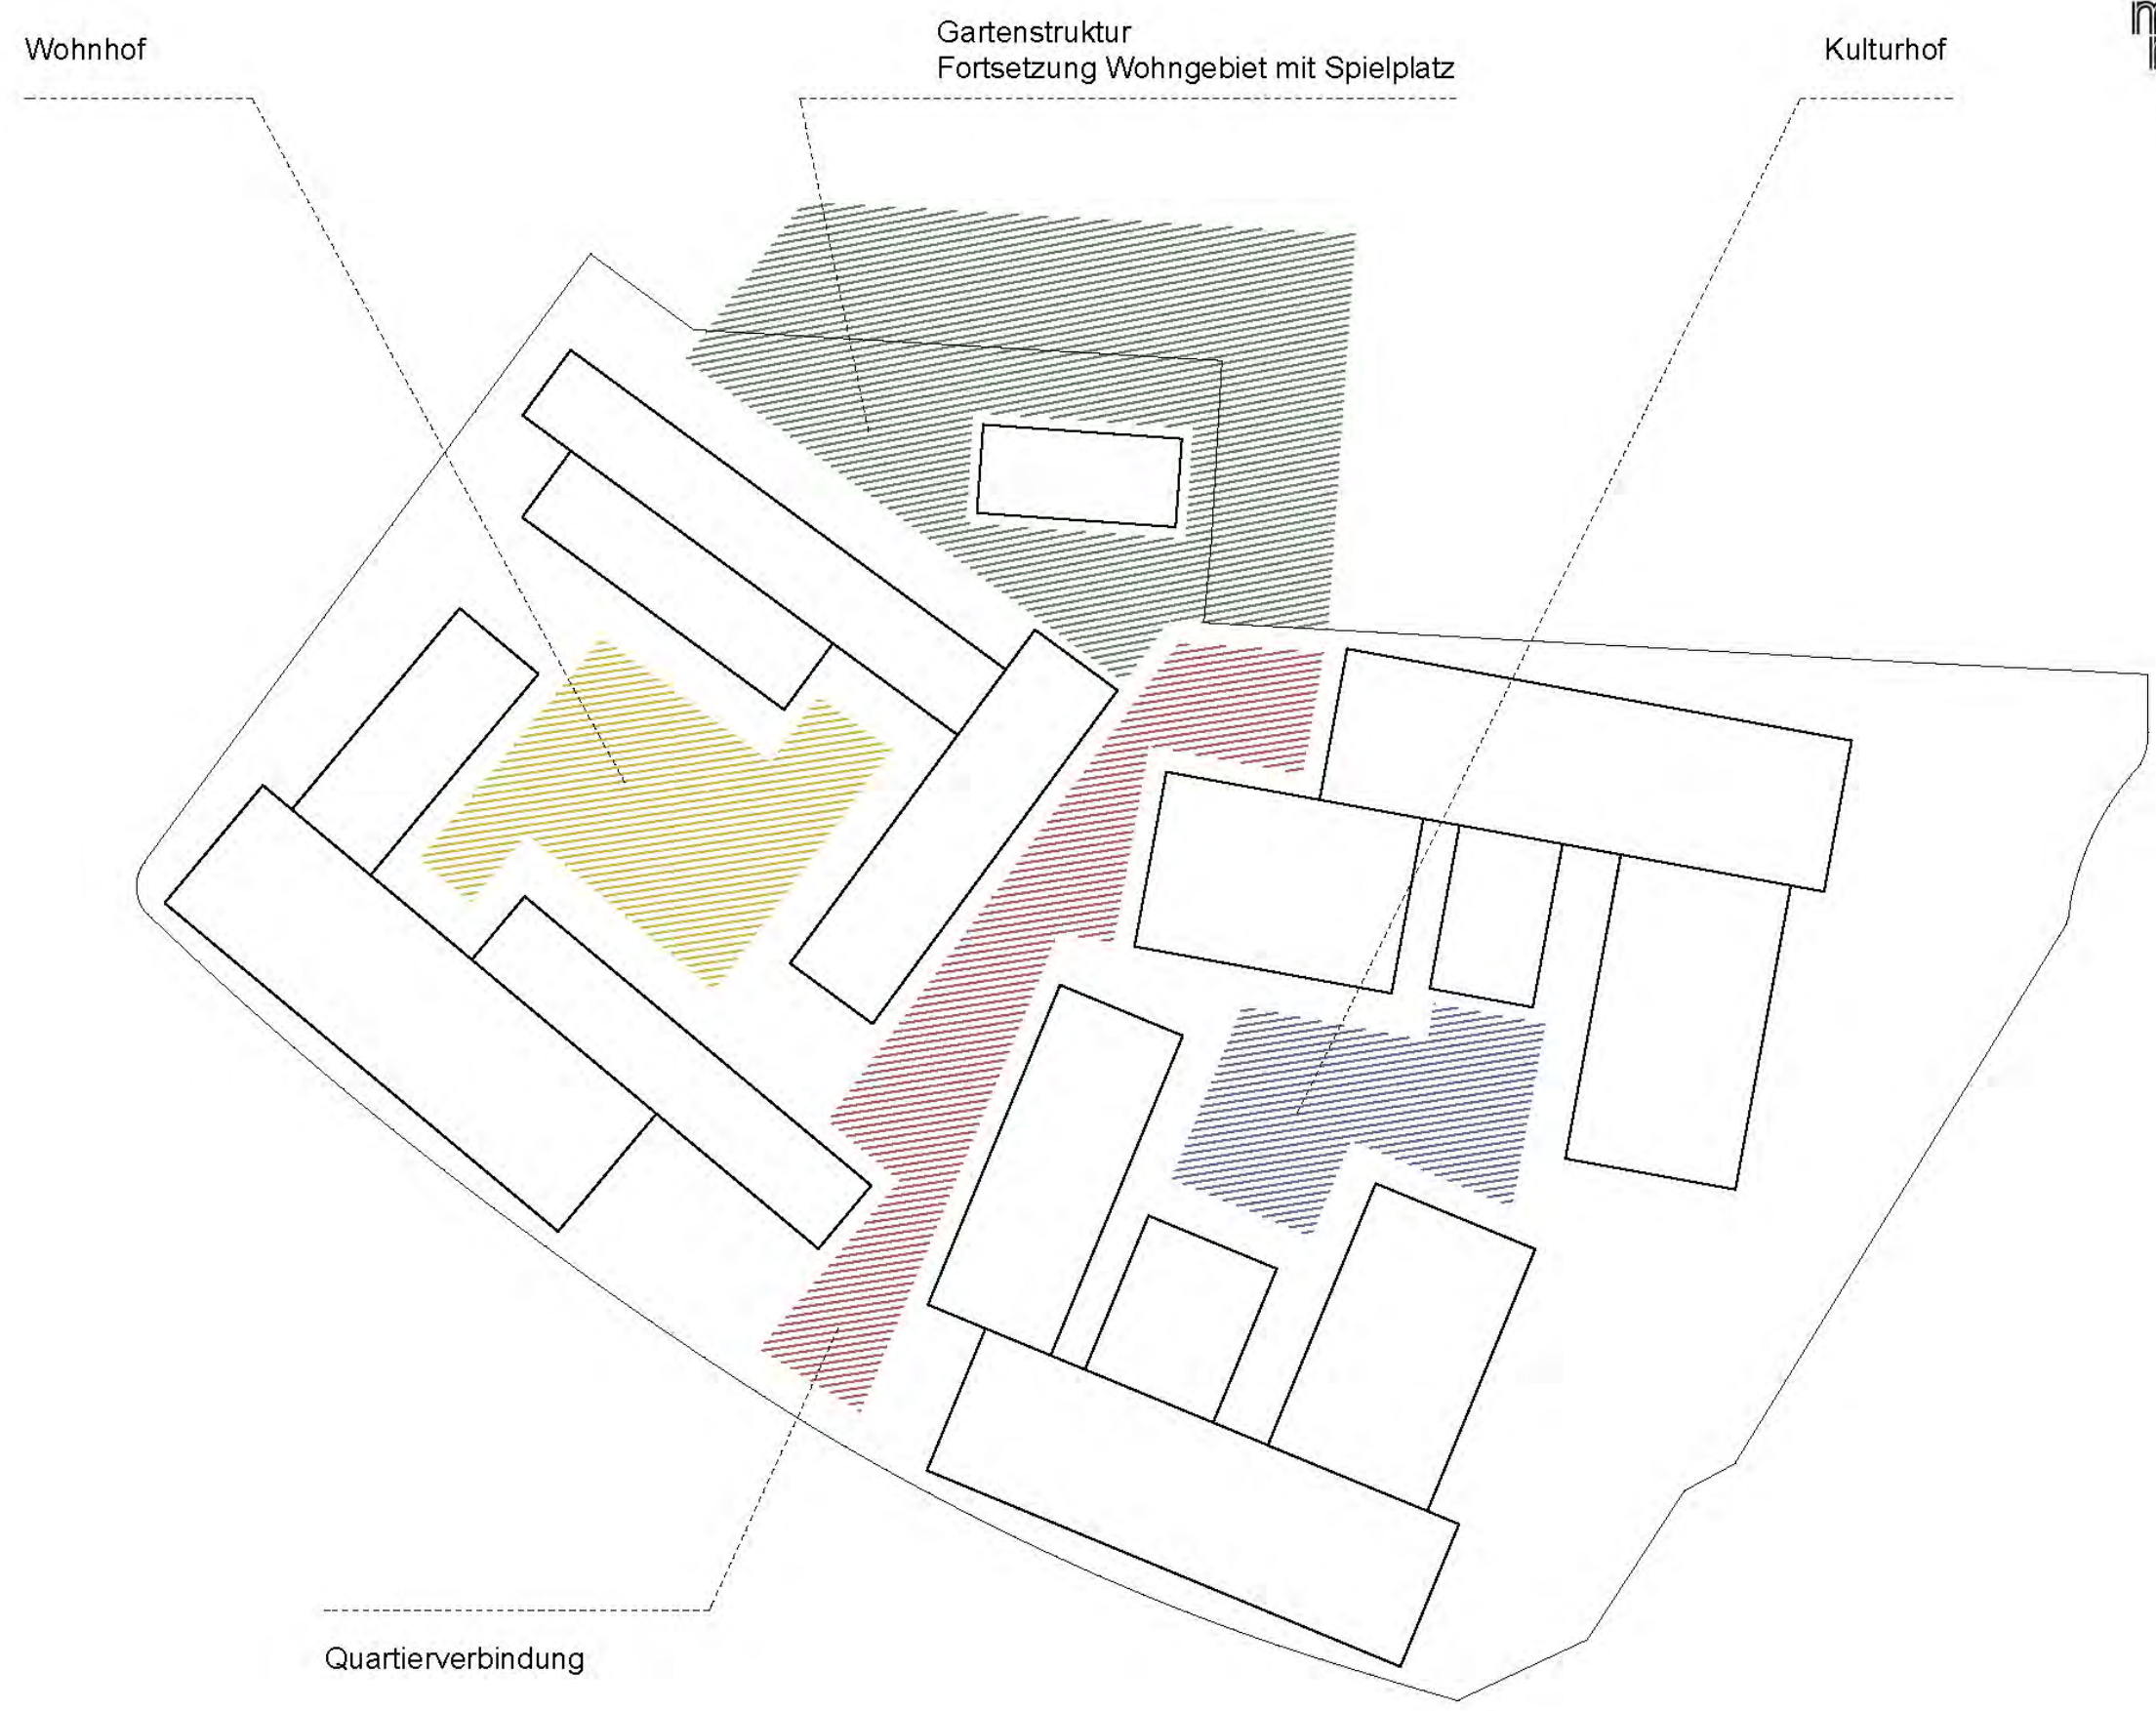 Wohnhof
Gartenstruktur
Fortsetzung Wohngebiet mit Spielplatz
Kulturhof
Quartierverbindung